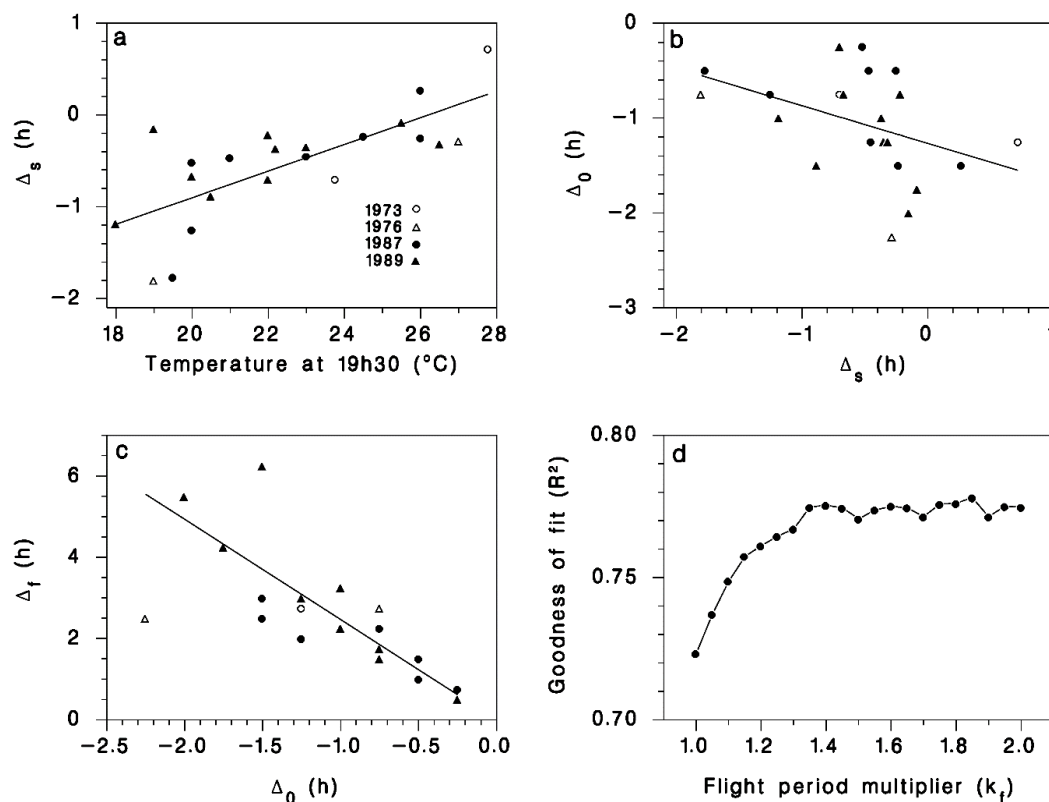 a
1
0
−1
−2
Δs (h)
18 20 22 24 26 28
Temperature at 19h30 (°C)
1973
1976
1987
1989
b
−0
−1
−2
−3
Δ0 (h)
−2 −1 0 1
Δs (h)
c
6
4
2
0
Δf (h)
−2.5 −2.0 −1.5 −1.0 −0.5 0.0
Δ0 (h)
d
0.80
0.75
0.70
Goodness of fit (R²)
1.0 1.2 1.4 1.6 1.8 2.0
Flight period multiplier (kf)